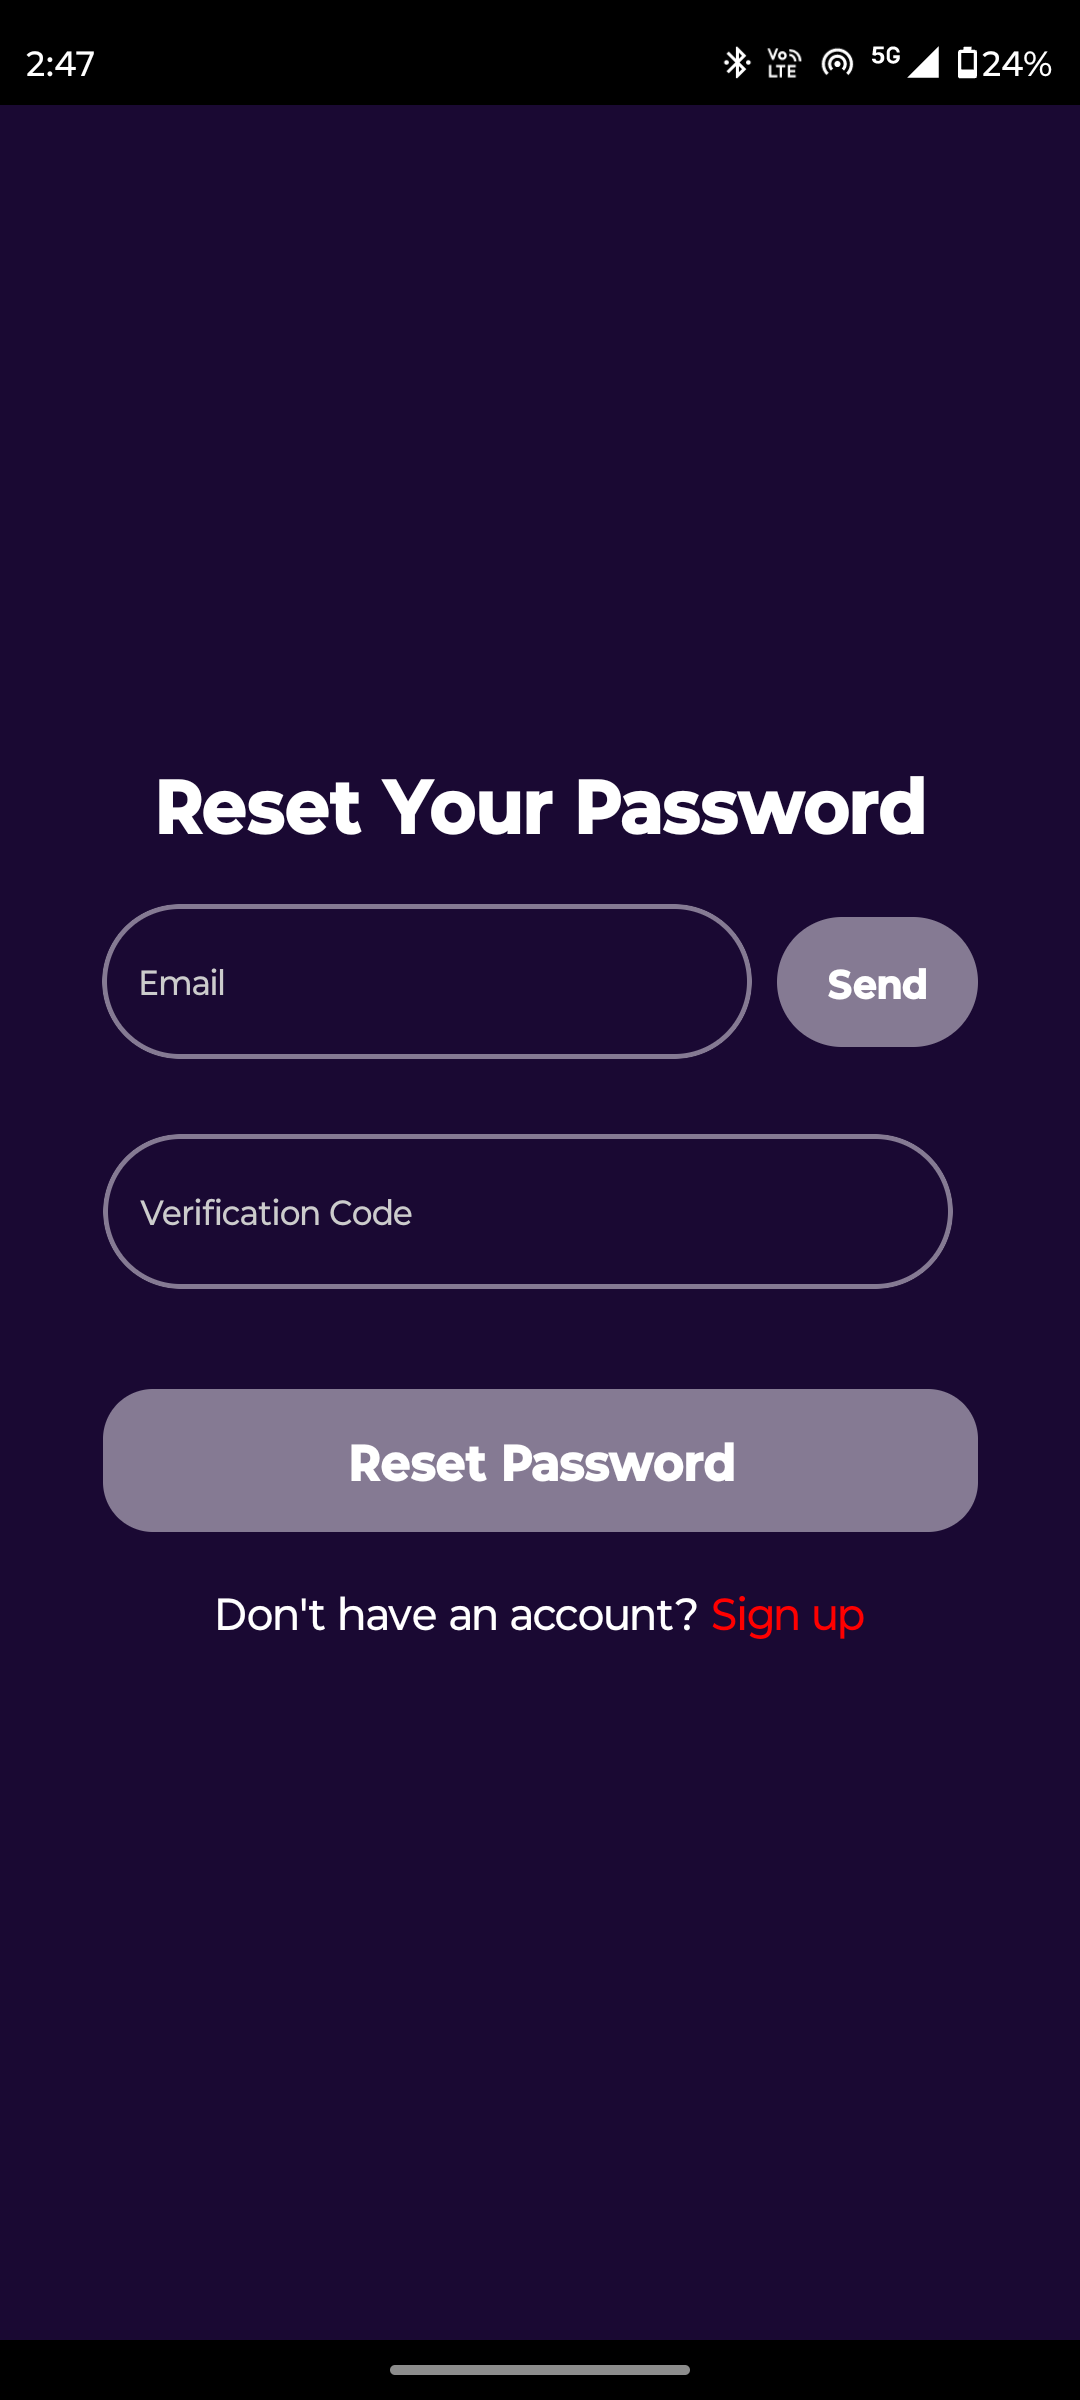 2:47
Vo LTE 5G 24%
Reset Your Password
Email
Send
Verification Code
Reset Password
Don't have an account? Sign up